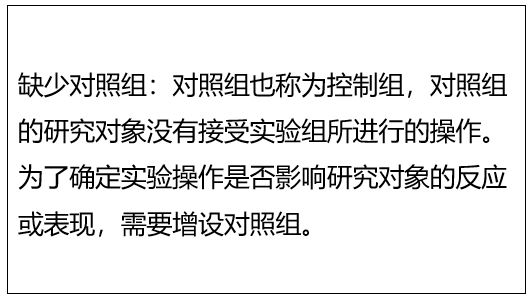 缺少对照组：对照组也称为控制组，对照组
的研究对象没有接受实验组所进行的操作。
为了确定实验操作是否影响研究对象的反应
或表现，需要增设对照组。